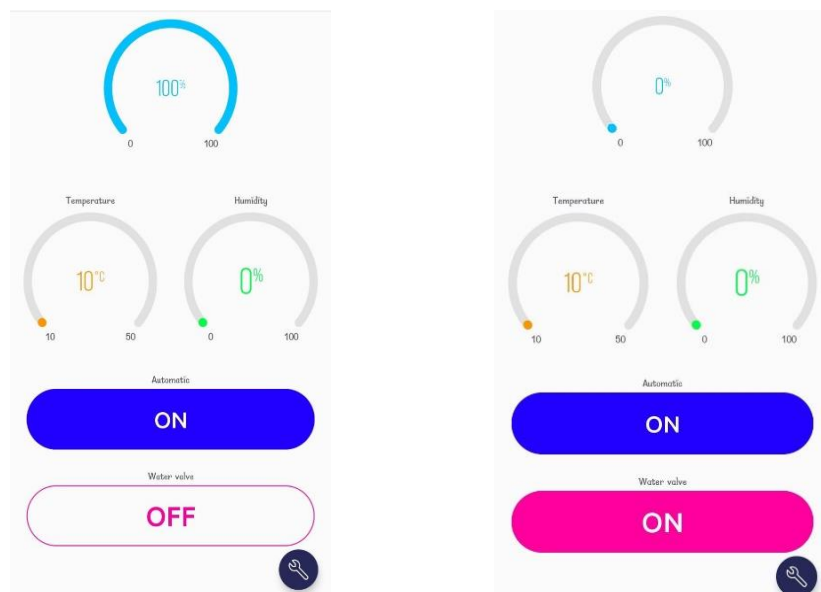 100%
0 100
Temperature Humidity
10°C 0%
10 50 0 100
Automatic
ON
Water valve
OFF
0%
0 100
Temperature Humidity
10°C 0%
10 50 0 100
Automatic
ON
Water valve
ON